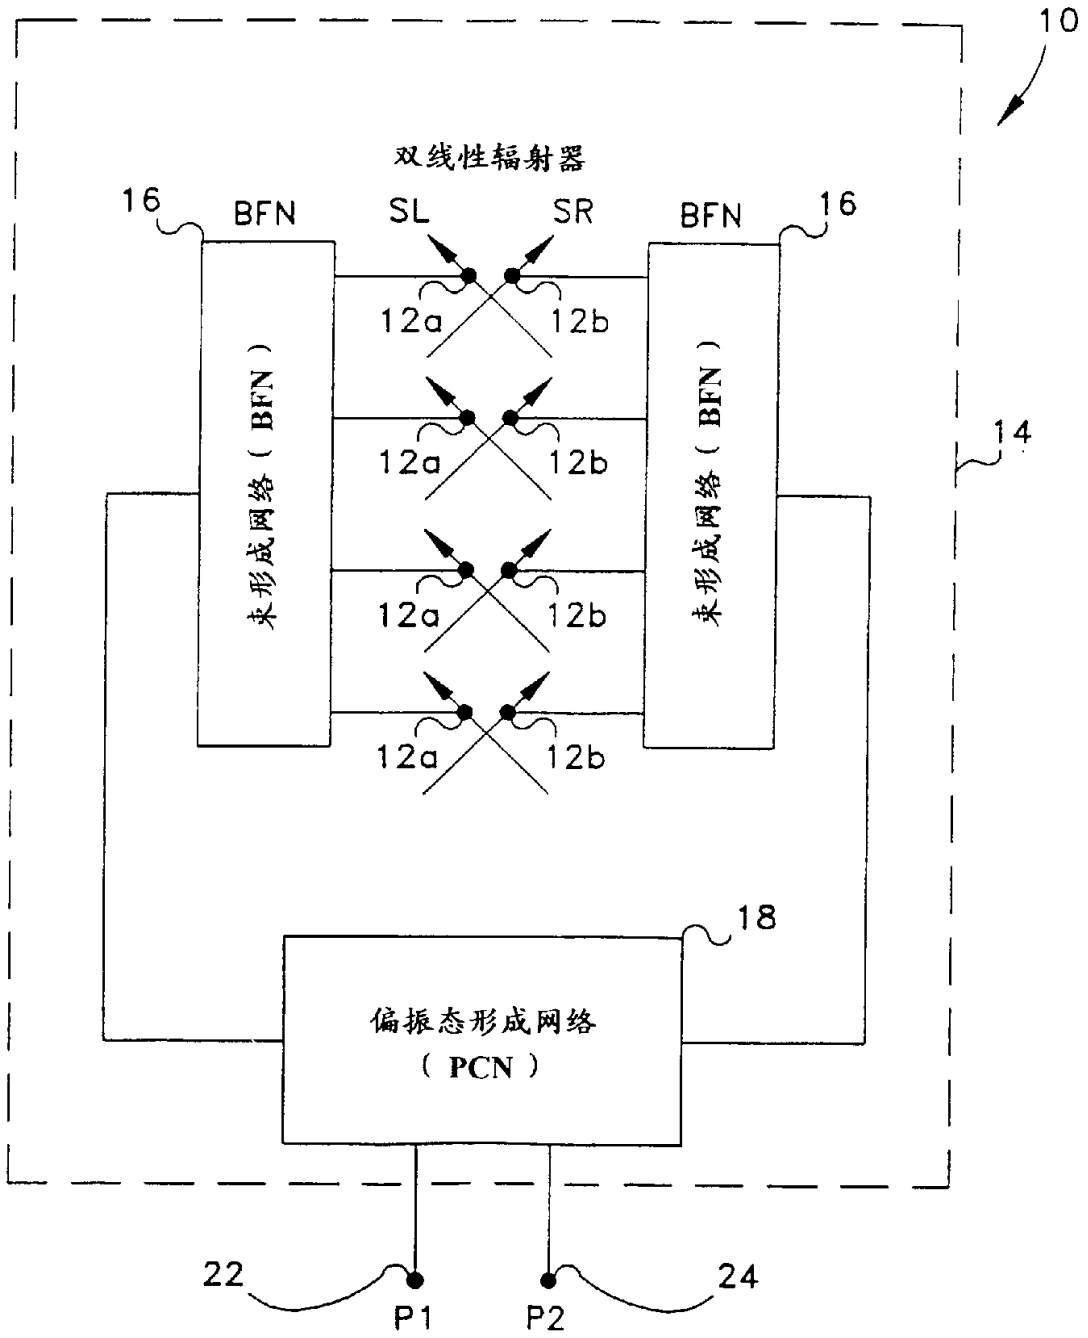 10
双线性辐射器
16
BFN
SL
SR
BFN
16
12a
12b
12a
12b
12a
12b
12a
12b
束形成网络(BFN)
束形成网络(BFN)
14
18
偏振态形成网络
(PCN)
22
P1
P2
24